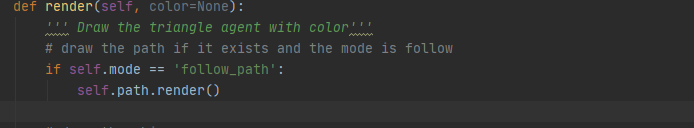 def render(self, color=None):
''' Draw the triangle agent with color'''
# draw the path if it exists and the mode is follow
if self.mode == 'follow_path':
self.path.render()